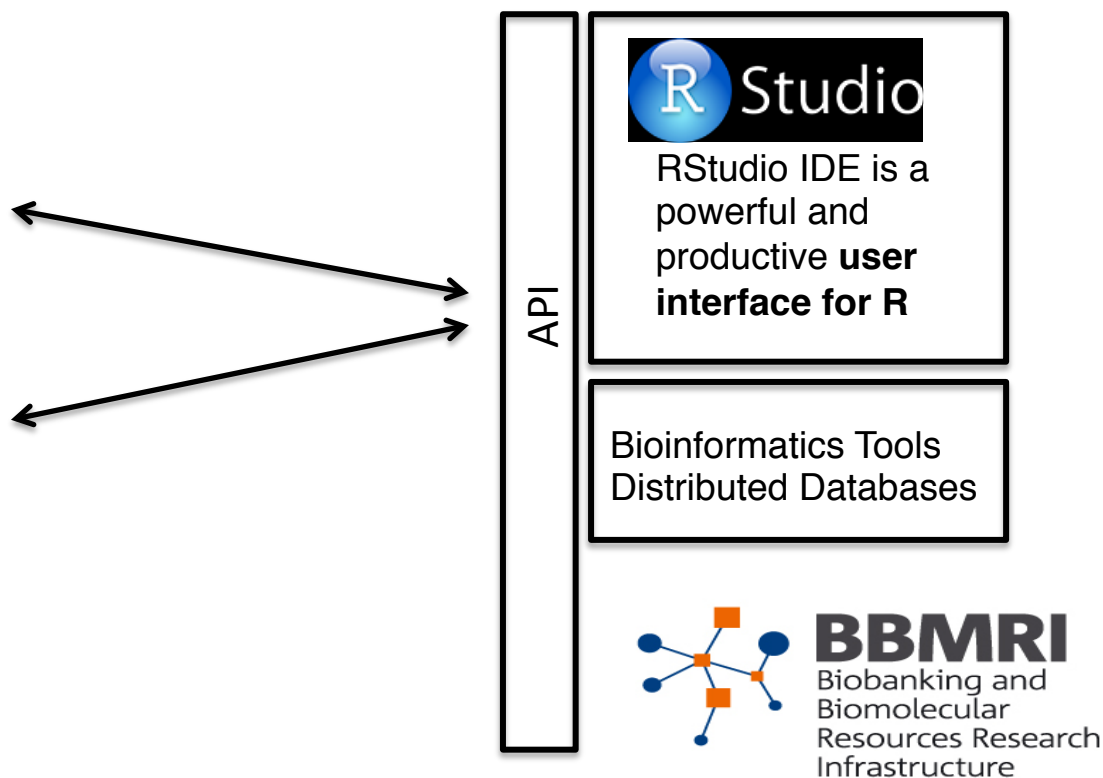 API
R Studio
RStudio IDE is a
powerful and
productive user
interface for R
Bioinformatics Tools
Distributed Databases
BBMRI
Biobanking and
Biomolecular
Resources Research
Infrastructure